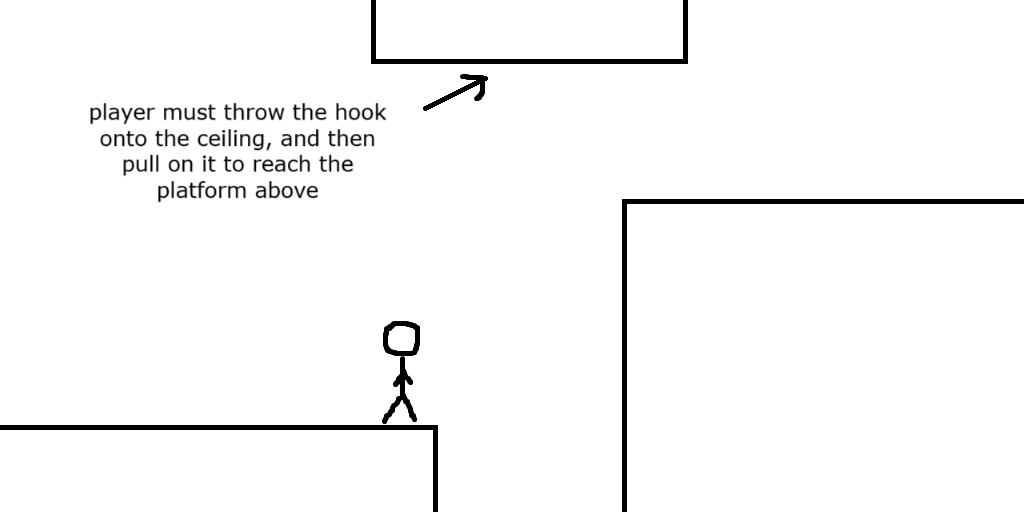 player must throw the hook
onto the ceiling, and then
pull on it to reach the
platform above